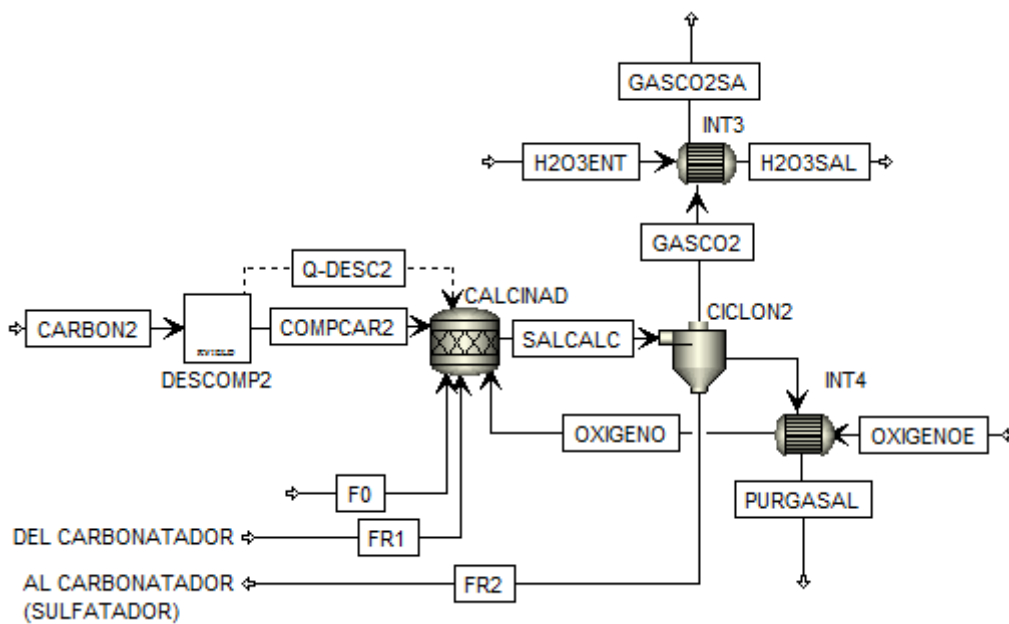 GASCO2SA
INT3
H2O3ENT
H2O3SAL
GASCO2
Q-DESC2
CALCINAD
CICLON2
CARBON2
COMPCAR2
SALCALC
RYIELD
DESCOMP2
INT4
OXIGENO
OXIGENOE
F0
PURGASAL
DEL CARBONATADOR
FR1
AL CARBONATADOR
FR2
(SULFATADOR)